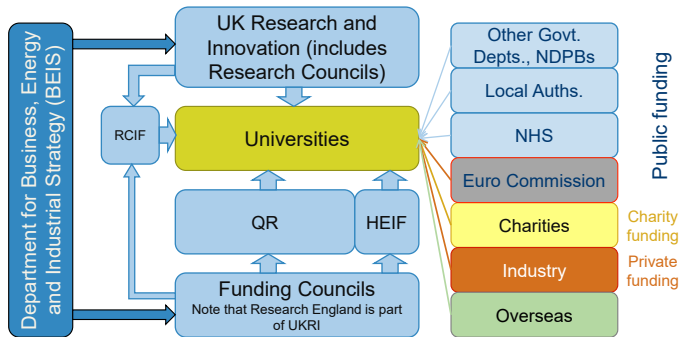 Department for Business, Energy
and Industrial Strategy (BEIS)
UK Research and
Innovation (includes
Research Councils)
RCIF
Universities
QR
HEIF
Funding Councils
Note that Research England is part
of UKRI
Other Govt.
Depts., NDPBs
Local Auths.
NHS
Euro Commission
Charities
Industry
Overseas
Public funding
Charity
funding
Private
funding